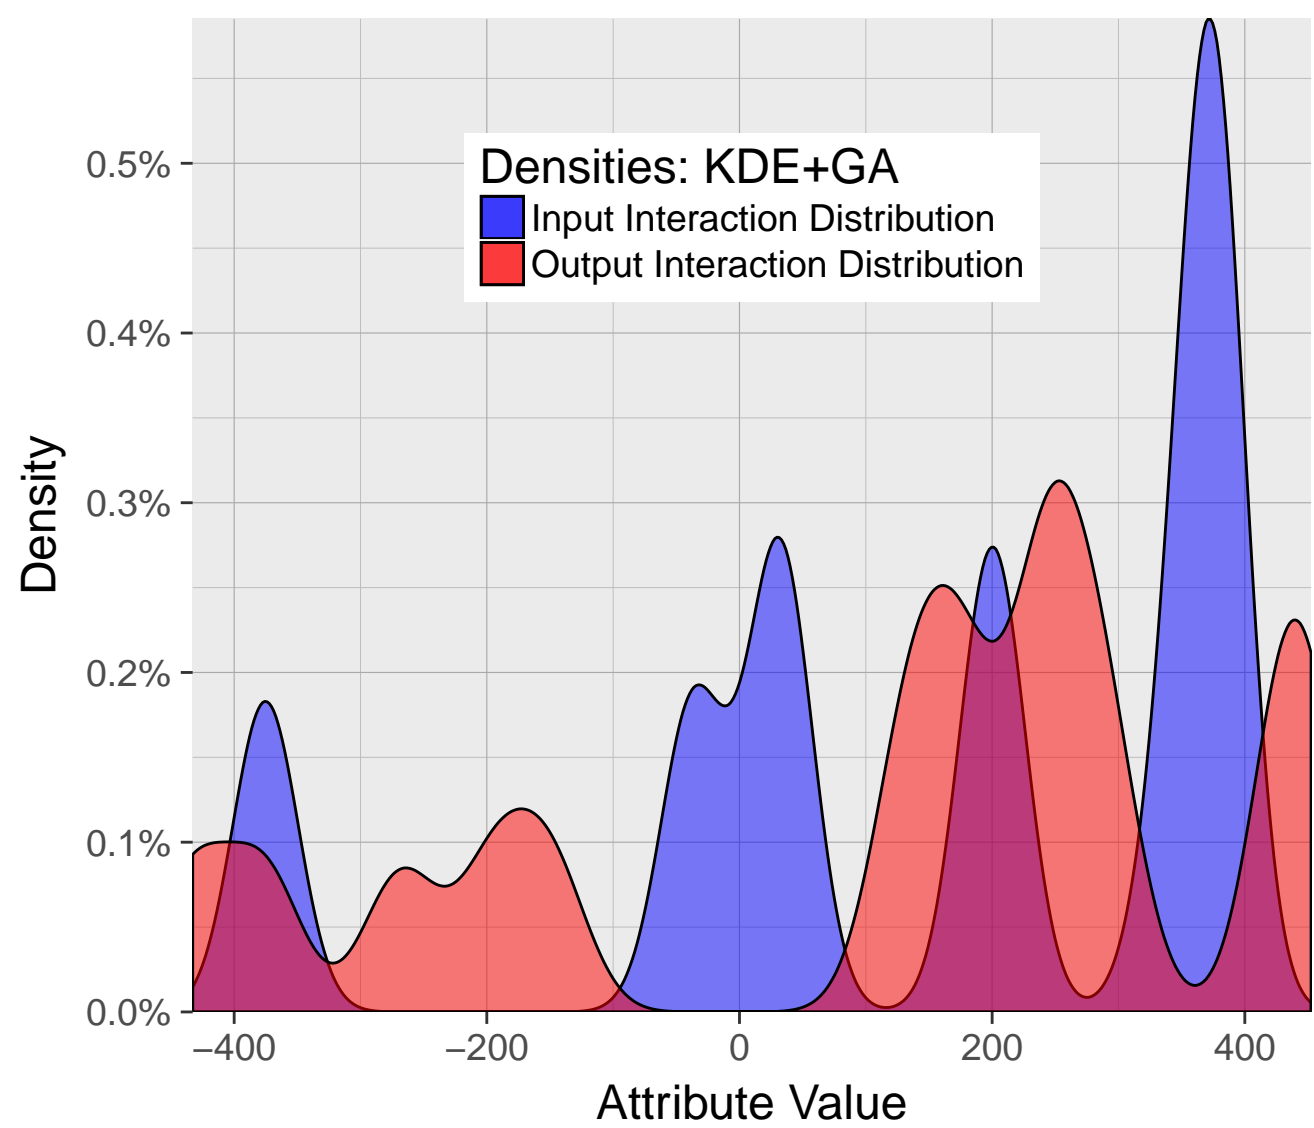 Densities: KDE+GA
Input Interaction Distribution
Output Interaction Distribution
0.5%
0.4%
0.3%
0.2%
0.1%
0.0%
Density
−400 −200 0 200 400
Attribute Value